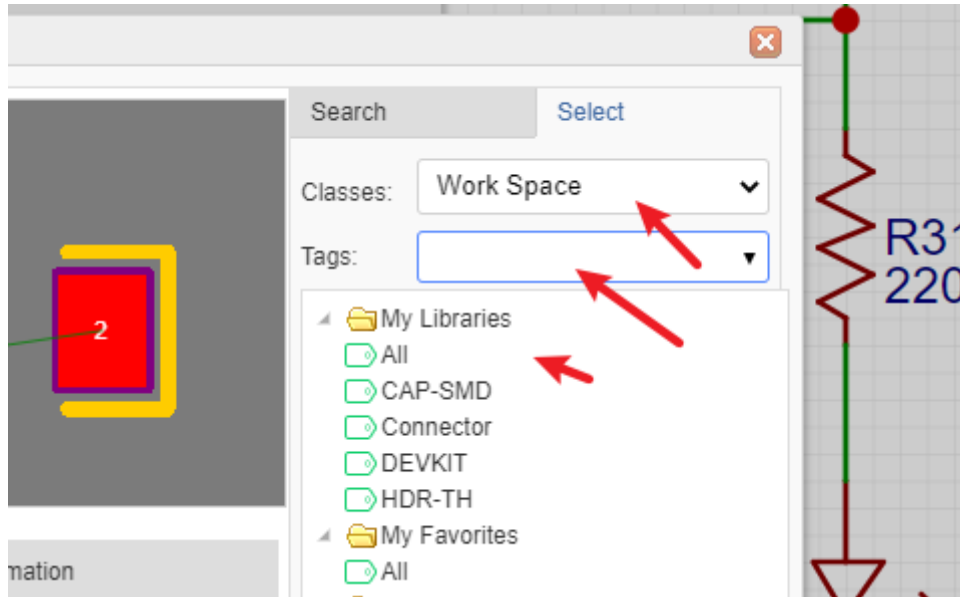 Search Select
Classes: Work Space
Tags:
My Libraries
All
CAP-SMD
Connector
DEVKIT
HDR-TH
My Favorites
All
2
mation
R31
220